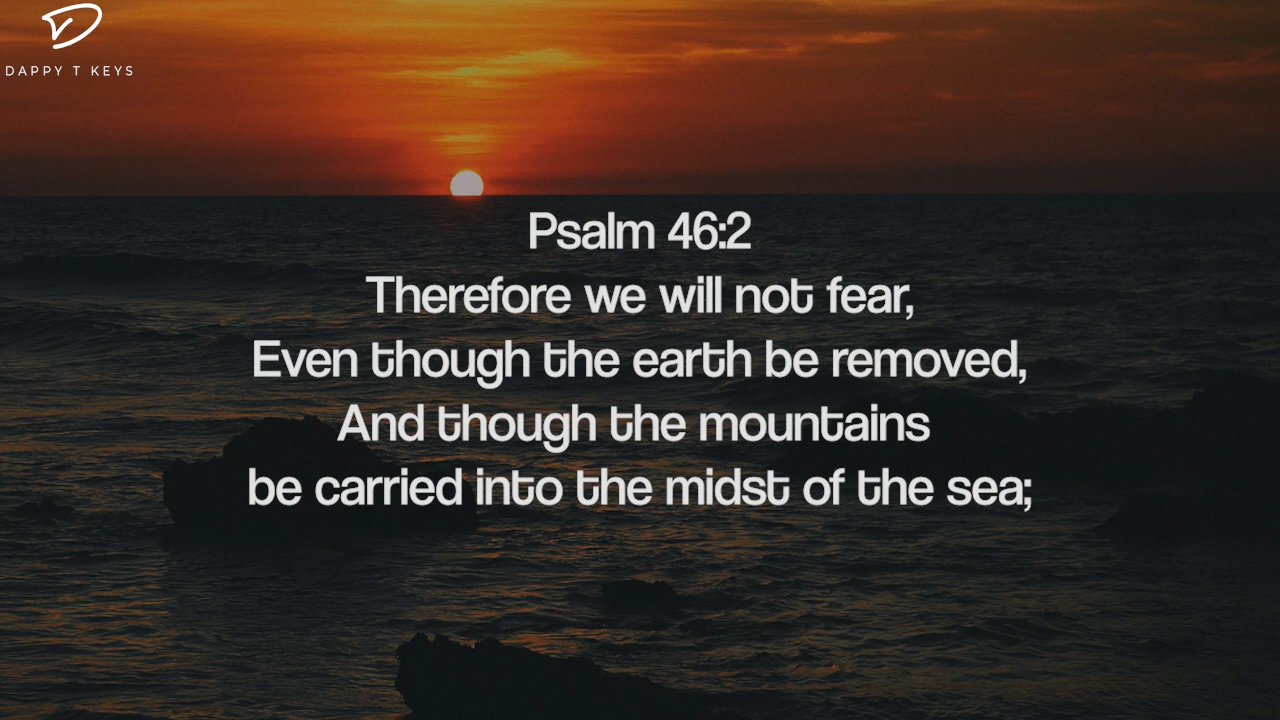 DAPPY T KEYS
Psalm 46:2
Therefore we will not fear,
Even though the earth be removed,
And though the mountains
be carried into the midst of the sea;